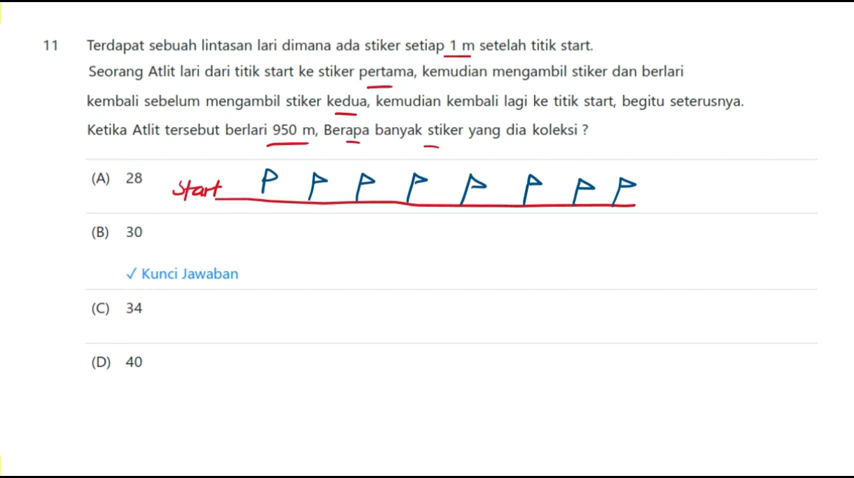 11 Terdapat sebuah lintasan lari dimana ada stiker setiap 1 m setelah titik start.
Seorang Atlit lari dari titik start ke stiker pertama, kemudian mengambil stiker dan berlari
kembali sebelum mengambil stiker kedua, kemudian kembali lagi ke titik start, begitu seterusnya.
Ketika Atlit tersebut berlari 950 m, Berapa banyak stiker yang dia koleksi ?
(A) 28
Start
(B) 30
✓ Kunci Jawaban
(C) 34
(D) 40